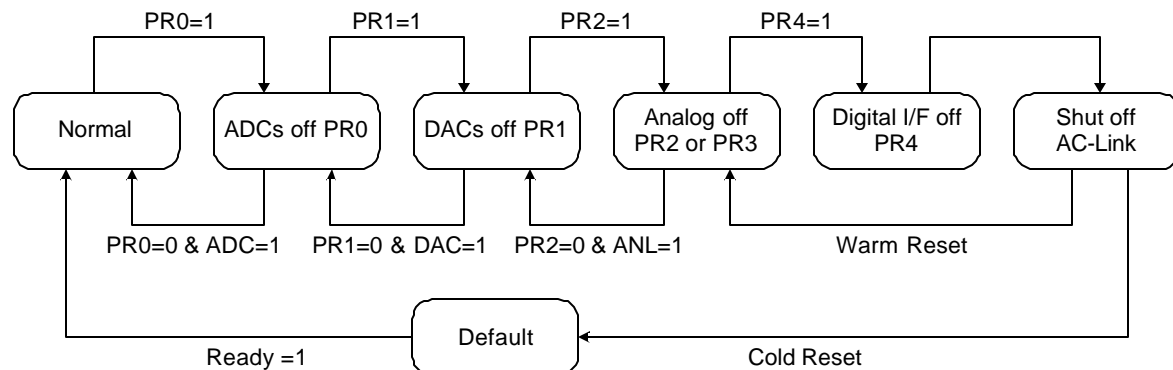 PR0=1
PR1=1
PR2=1
PR4=1
Normal
ADCs off PR0
DACs off PR1
Analog off
PR2 or PR3
Digital I/F off
PR4
Shut off
AC-Link
PR0=0 & ADC=1
PR1=0 & DAC=1
PR2=0 & ANL=1
Warm Reset
Default
Ready =1
Cold Reset